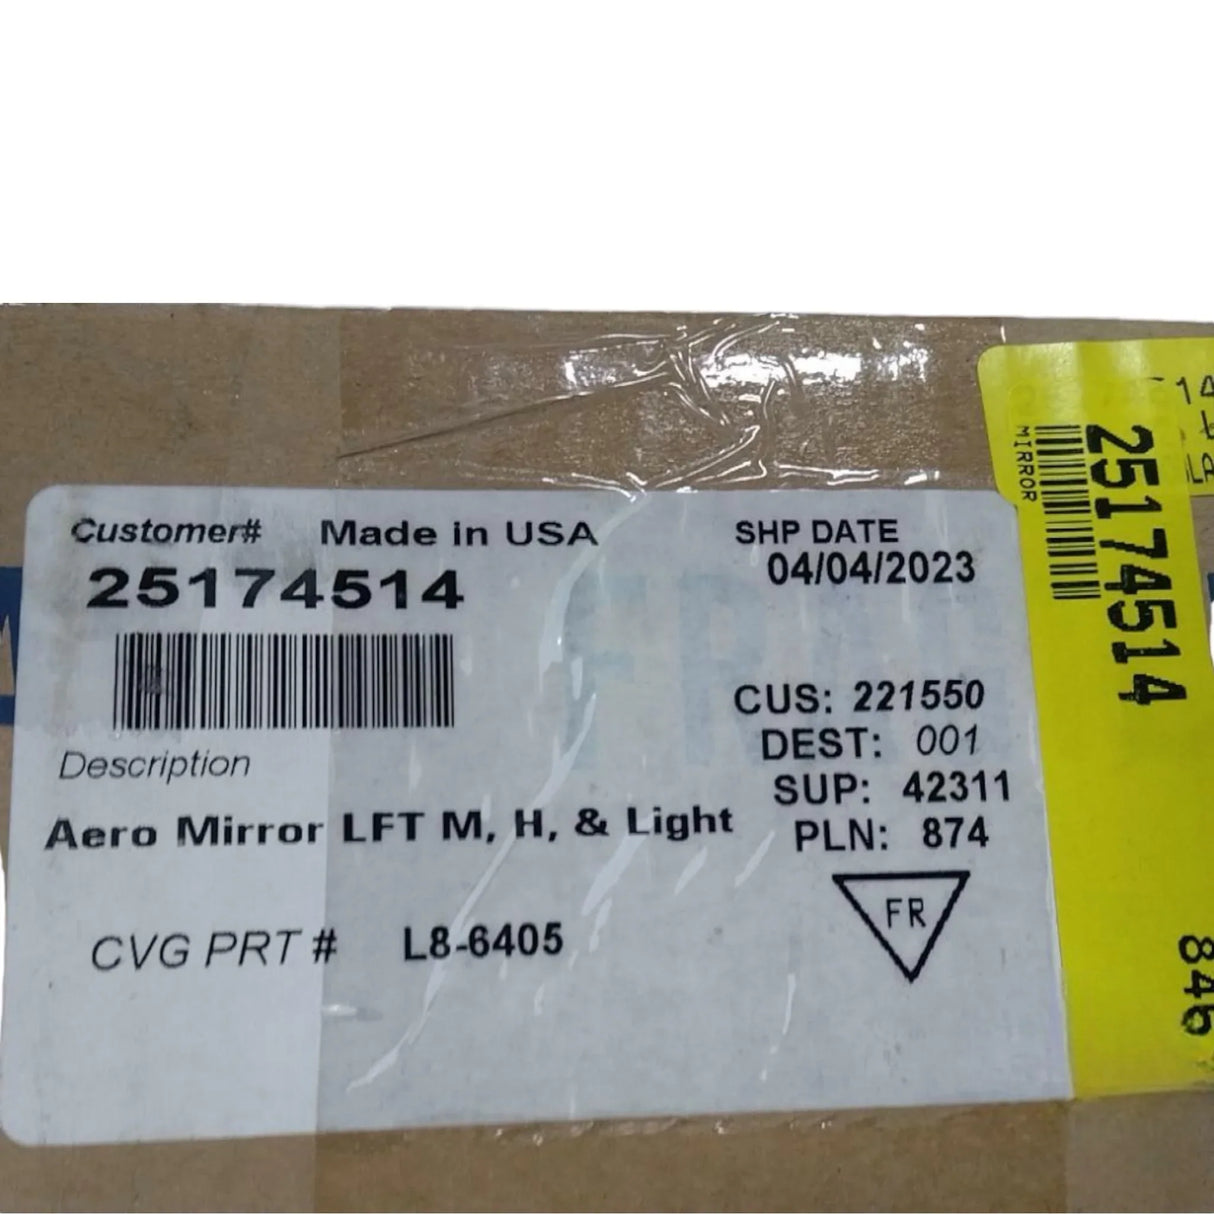 Customer# Made in USA
25174514
SHP DATE
04/04/2023
CUS: 221550
DEST: 001
SUP: 42311
PLN: 874
Description
Aero Mirror LFT M, H, & Light
CVG PRT # L8-6405
FR
25174514
MIRROR
846